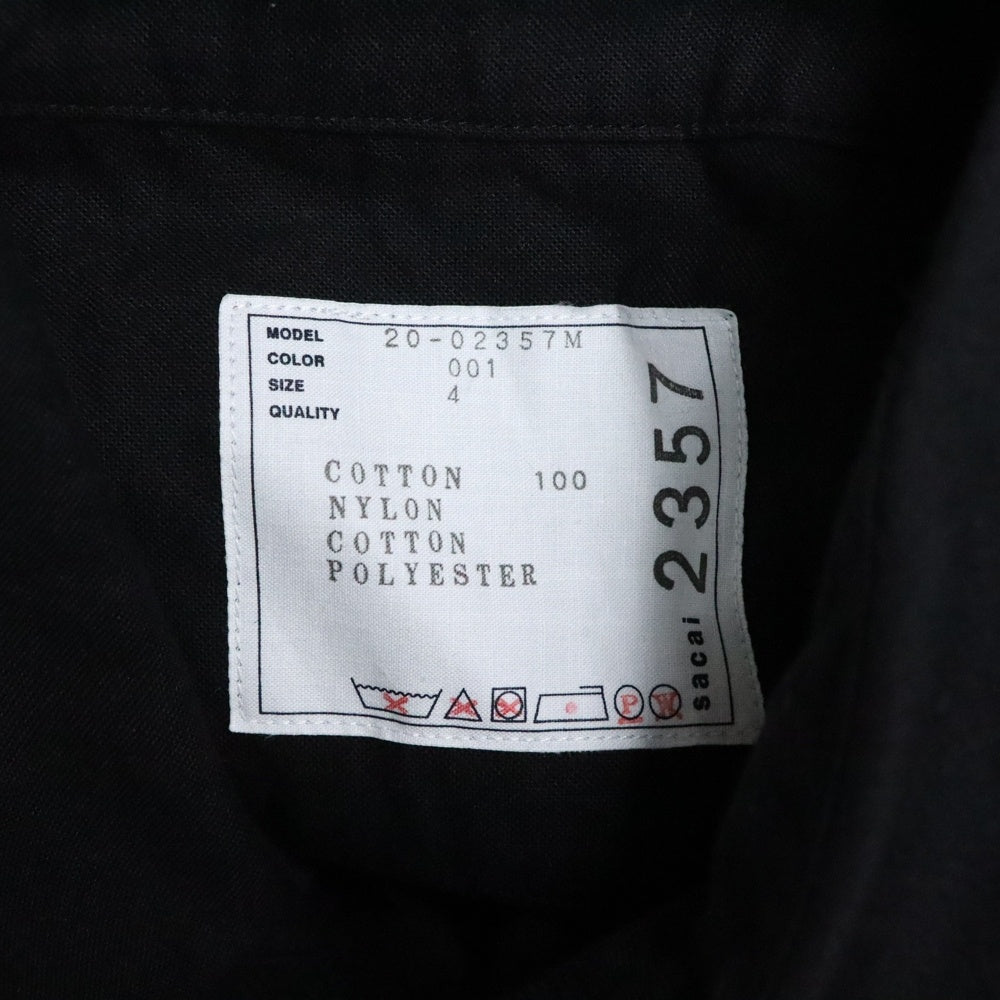 MODEL 20-02357M
COLOR 001
SIZE 4
QUALITY
COTTON 100
NYLON
COTTON
POLYESTER
P W
sacai 2357